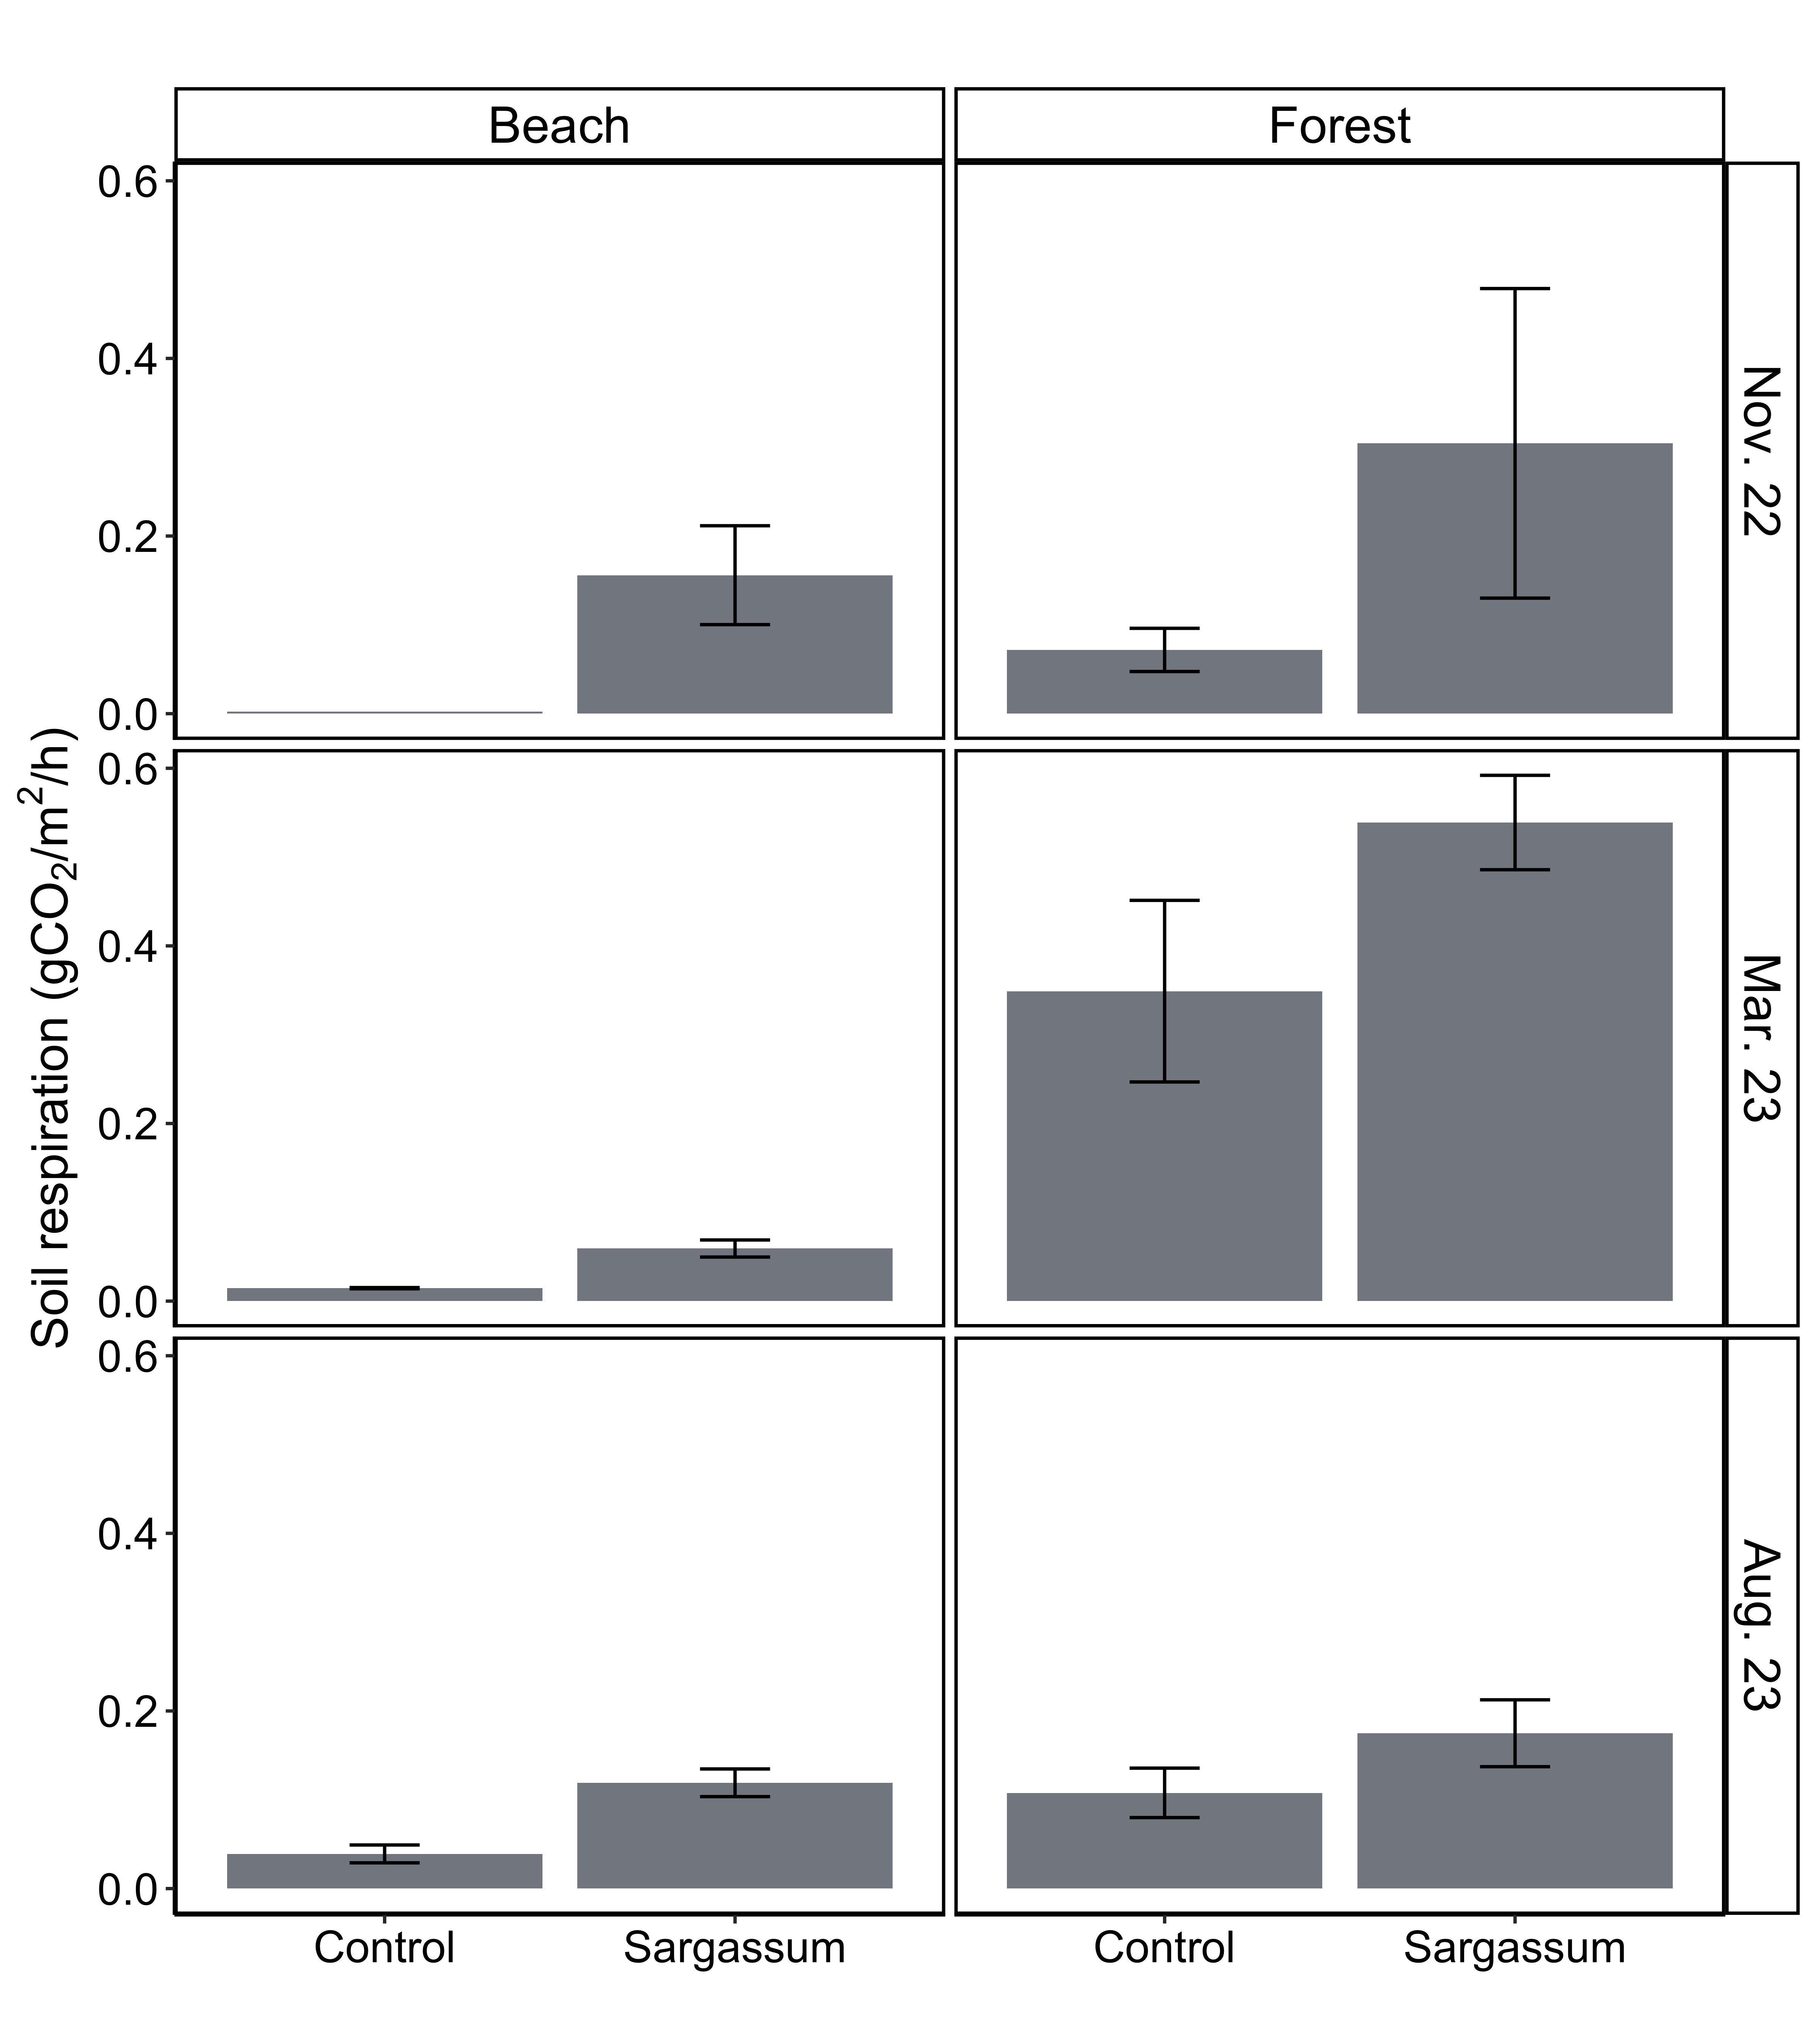 Beach
Forest
Soil respiration (gCO₂/m²/h)
0.6
0.4
0.2
0.0
Nov. 22
0.6
0.4
0.2
0.0
Mar. 23
0.6
0.4
0.2
0.0
Aug. 23
Control
Sargassum
Control
Sargassum